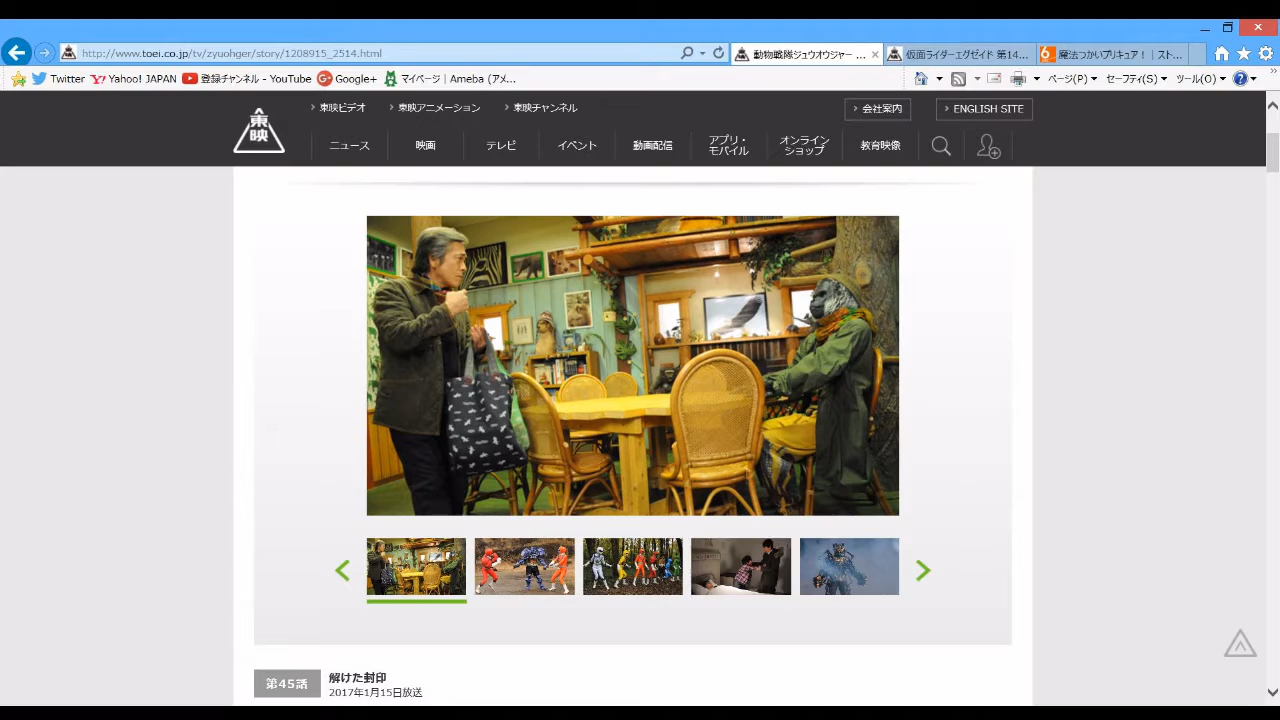 http://www.toei.co.jp/tv/zyuohger/story/1208915_2514.html
動物戦隊ジュウオウジャー ...
仮面ライダーエグゼイド 第14...
魔法つかいプリキュア！｜スト...
Twitter
Yahoo! JAPAN
登録チャンネル - YouTube
Google+
マイページ｜Ameba (アメ...
ページ(P)
セーフティ(S)
ツール(O)
東映
東映ビデオ
東映アニメーション
東映チャンネル
会社案内
ENGLISH SITE
ニュース
映画
テレビ
イベント
動画配信
アプリ・
モバイル
オンライン
ショップ
教育映像
第45話
解けた封印
2017年1月15日放送